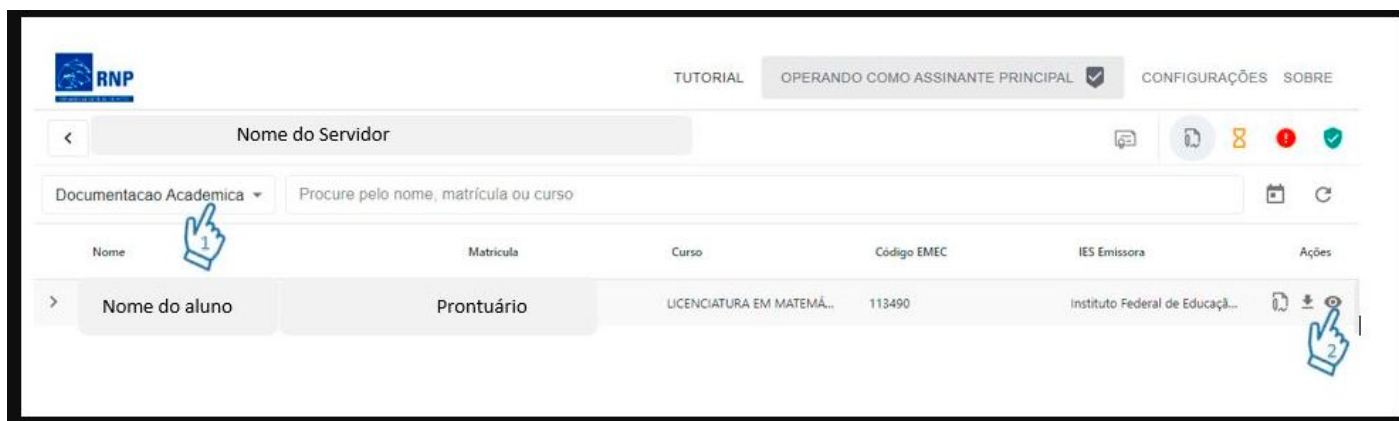 RNP
TUTORIAL OPERANDO COMO ASSINANTE PRINCIPAL CONFIGURAÇÕES SOBRE
Nome do Servidor
Documentacao Academica Procure pelo nome, matrícula ou curso
1
Nome Matricula Curso Código EMEC IES Emissora Ações
Nome do aluno Prontuário LICENCIATURA EM MATEMÁ... 113490 Instituto Federal de Educaçã...
2